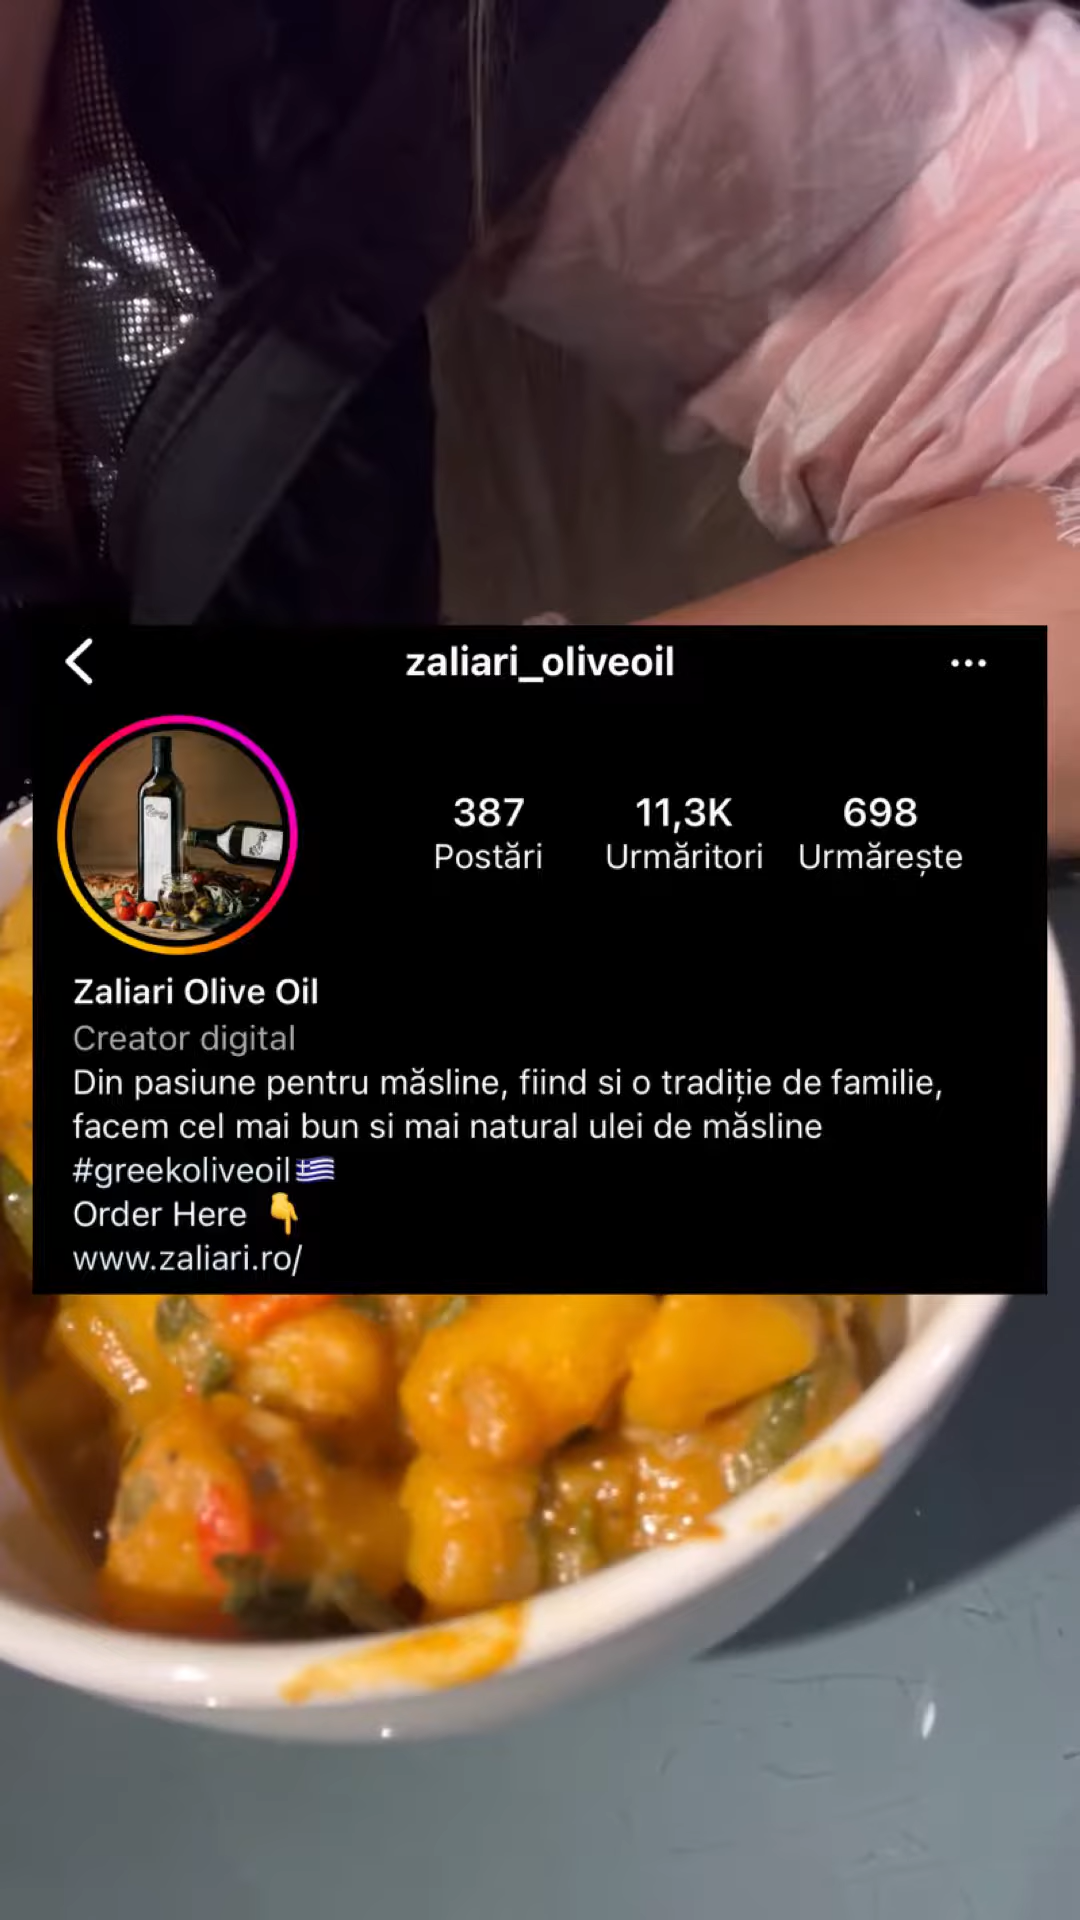 zaliari_oliveoil
387 11,3K 698
Postări Urmăritori Urmărește
Zaliari Olive Oil
Creator digital
Din pasiune pentru măsline, fiind si o tradiție de familie,
facem cel mai bun si mai natural ulei de măsline
#greekoliveoil🇬🇷
Order Here 👇
www.zaliari.ro/